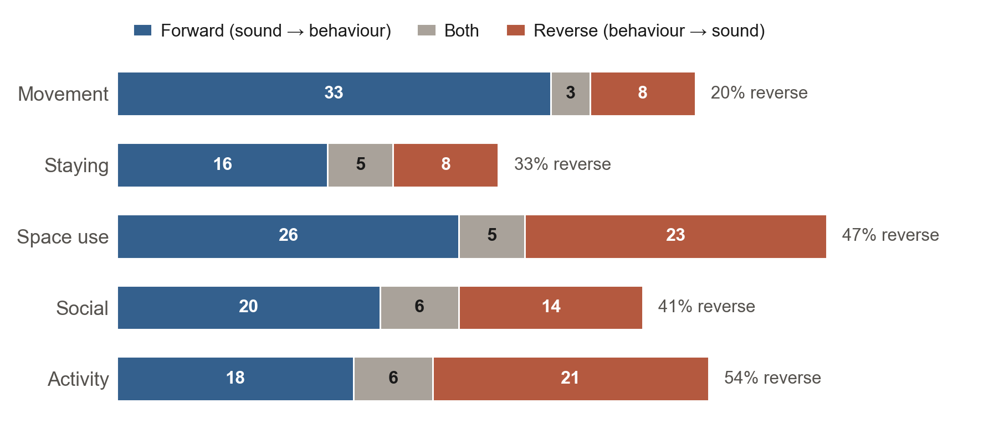 Forward (sound → behaviour) Both Reverse (behaviour → sound)
Movement 33 3 8 20% reverse
Staying 16 5 8 33% reverse
Space use 26 5 23 47% reverse
Social 20 6 14 41% reverse
Activity 18 6 21 54% reverse